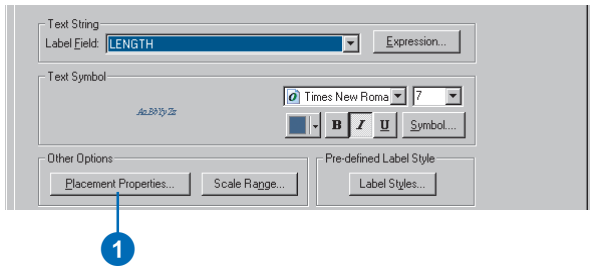 Text String
Label Field: LENGTH Expression...
Text Symbol
AaBbYyZz
Times New Roma 7
B I U Symbol....
Other Options Pre-defined Label Style
Placement Properties... Scale Range... Label Styles...
1